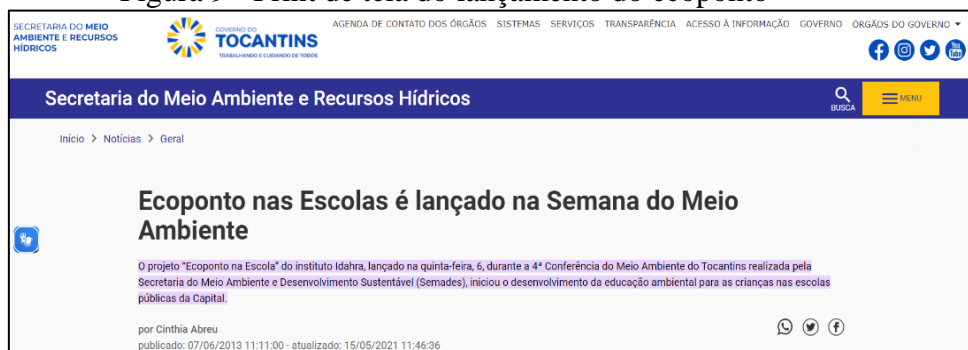 Figura 9 - Print de tela do lançamento do ecoponto
SECRETARIA DO MEIO
AMBIENTE E RECURSOS
HÍDRICOS
GOVERNO DO
TOCANTINS
TRABALHANDO E CUIDANDO DE TODOS
AGENDA DE CONTATO DOS ÓRGÃOS SISTEMAS SERVIÇOS TRANSPARÊNCIA ACESSO À INFORMAÇÃO GOVERNO ÓRGÃOS DO GOVERNO
You
Tube
Secretaria do Meio Ambiente e Recursos Hídricos
BUSCA
MENU
Início > Notícias > Geral
Ecoponto nas Escolas é lançado na Semana do Meio
Ambiente
O projeto “Ecoponto na Escola” do instituto Idahra, lançado na quinta-feira, 6, durante a 4ª Conferência do Meio Ambiente do Tocantins realizada pela
Secretaria do Meio Ambiente e Desenvolvimento Sustentável (Semades), iniciou o desenvolvimento da educação ambiental para as crianças nas escolas
públicas da Capital.
por Cinthia Abreu
publicado: 07/06/2013 11:11:00 - atualizado: 15/05/2021 11:46:36